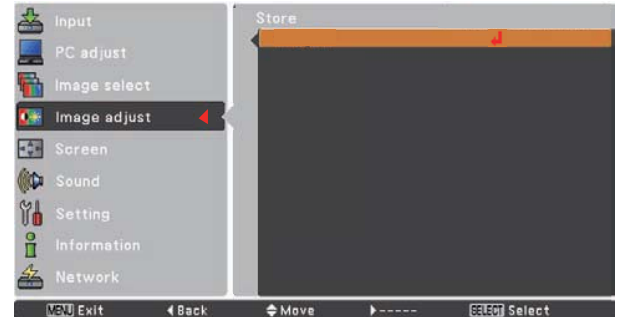 Input
PC adjust
Image select
Image adjust
Screen
Sound
Setting
Information
Network
Store
MENU Exit
Back
Move
-----
SELECT Select